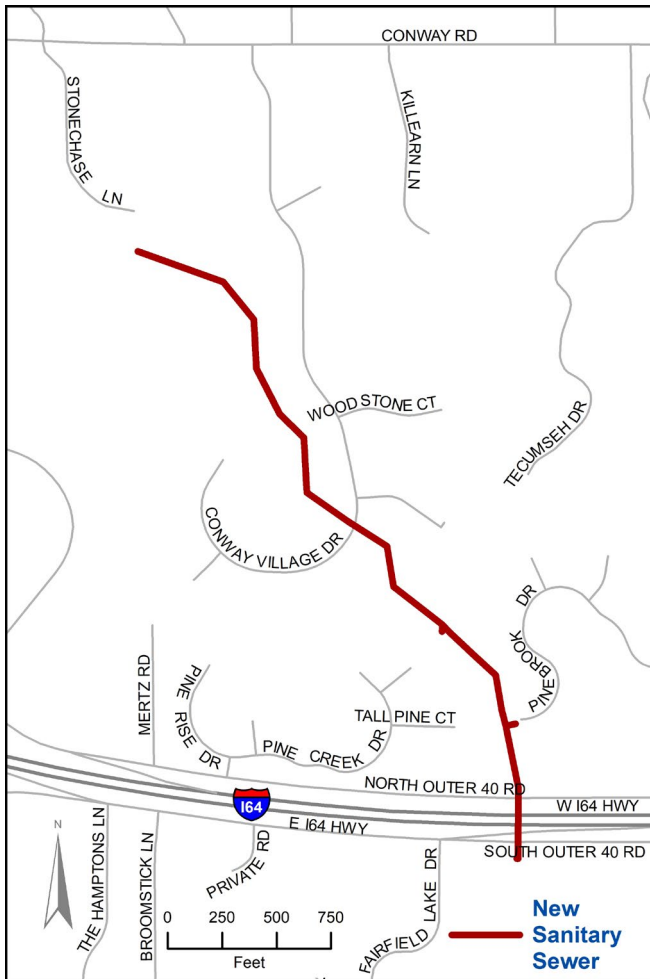 CONWAY RD
STONECHASE LN
KILLEARN LN
WOOD STONE CT
TECUMSEH DR
CONWAY VILLAGE DR
PINE BROOK DR
MERTZ RD
PINE RISE DR
PINE CREEK DR
TALL PINE CT
NORTH OUTER 40 RD
W I64 HWY
I64
E I64 HWY
SOUTH OUTER 40 RD
N
THE HAMPTONS LN
BROOMSTICK LN
PRIVATE RD
FAIRFIELD LAKE DR
0 250 500 750
Feet
New
Sanitary
Sewer